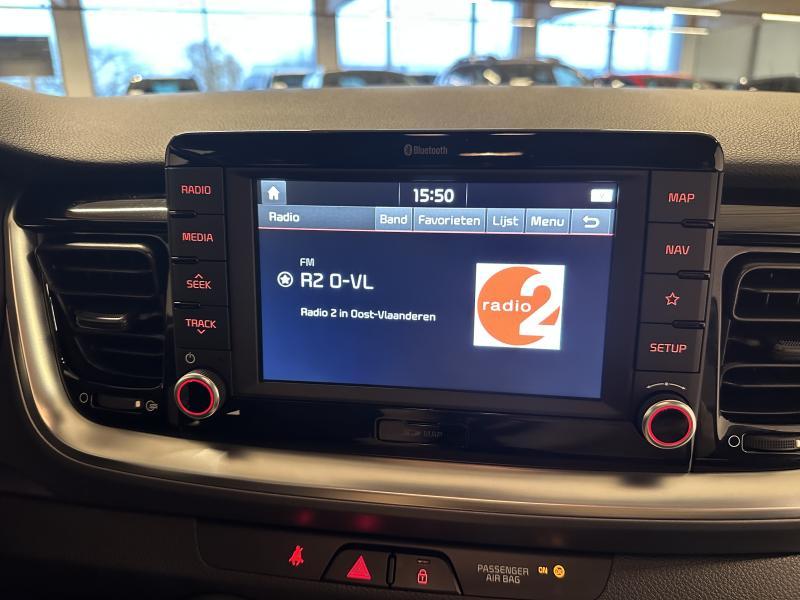 Bluetooth
RADIO
MEDIA
SEEK
TRACK
15:50
Radio Band Favorieten Lijst Menu
FM
R2 O-VL
Radio 2 in Oost-Vlaanderen
radio 2
MAP
NAV
SETUP
MAP
PASSENGER
AIR BAG
ON